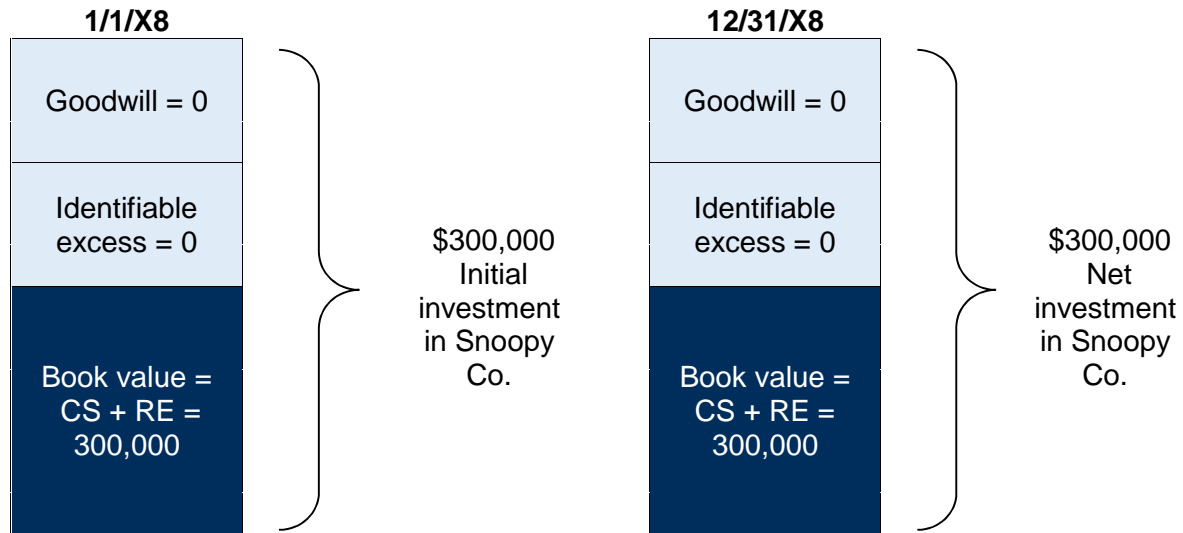 1/1/X8
Goodwill = 0
Identifiable
excess = 0
Book value =
CS + RE =
300,000
$300,000
Initial
investment
in Snoopy
Co.
12/31/X8
Goodwill = 0
Identifiable
excess = 0
Book value =
CS + RE =
300,000
$300,000
Net
investment
in Snoopy
Co.